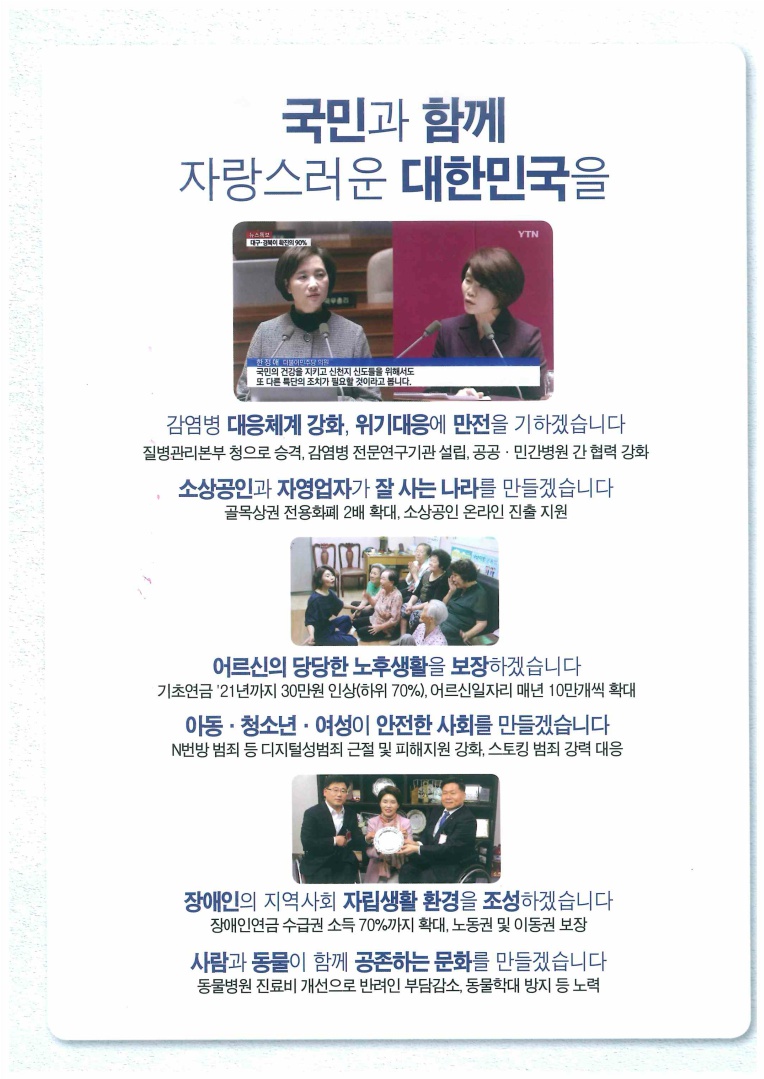 국민과 함께
자랑스러운 대한민국을
뉴스특보
대구·경북이 확진의 90%
YTN
한정애 더불어민주당 의원
국민의 건강을 지키고 신천지 신도들을 위해서도
또 다른 특단의 조치가 필요할 것이라고 봅니다.
감염병 대응체계 강화, 위기대응에 만전을 기하겠습니다
질병관리본부 청으로 승격, 감염병 전문연구기관 설립, 공공·민간병원 간 협력 강화
소상공인과 자영업자가 잘 사는 나라를 만들겠습니다
골목상권 전용화폐 2배 확대, 소상공인 온라인 진출 지원
어르신의 당당한 노후생활을 보장하겠습니다
기초연금 '21년까지 30만원 인상(하위 70%), 어르신일자리 매년 10만개씩 확대
아동·청소년·여성이 안전한 사회를 만들겠습니다
N번방 범죄 등 디지털성범죄 근절 및 피해지원 강화, 스토킹 범죄 강력 대응
장애인의 지역사회 자립생활 환경을 조성하겠습니다
장애인연금 수급권 소득 70%까지 확대, 노동권 및 이동권 보장
사람과 동물이 함께 공존하는 문화를 만들겠습니다
동물병원 진료비 개선으로 반려인 부담감소, 동물학대 방지 등 노력